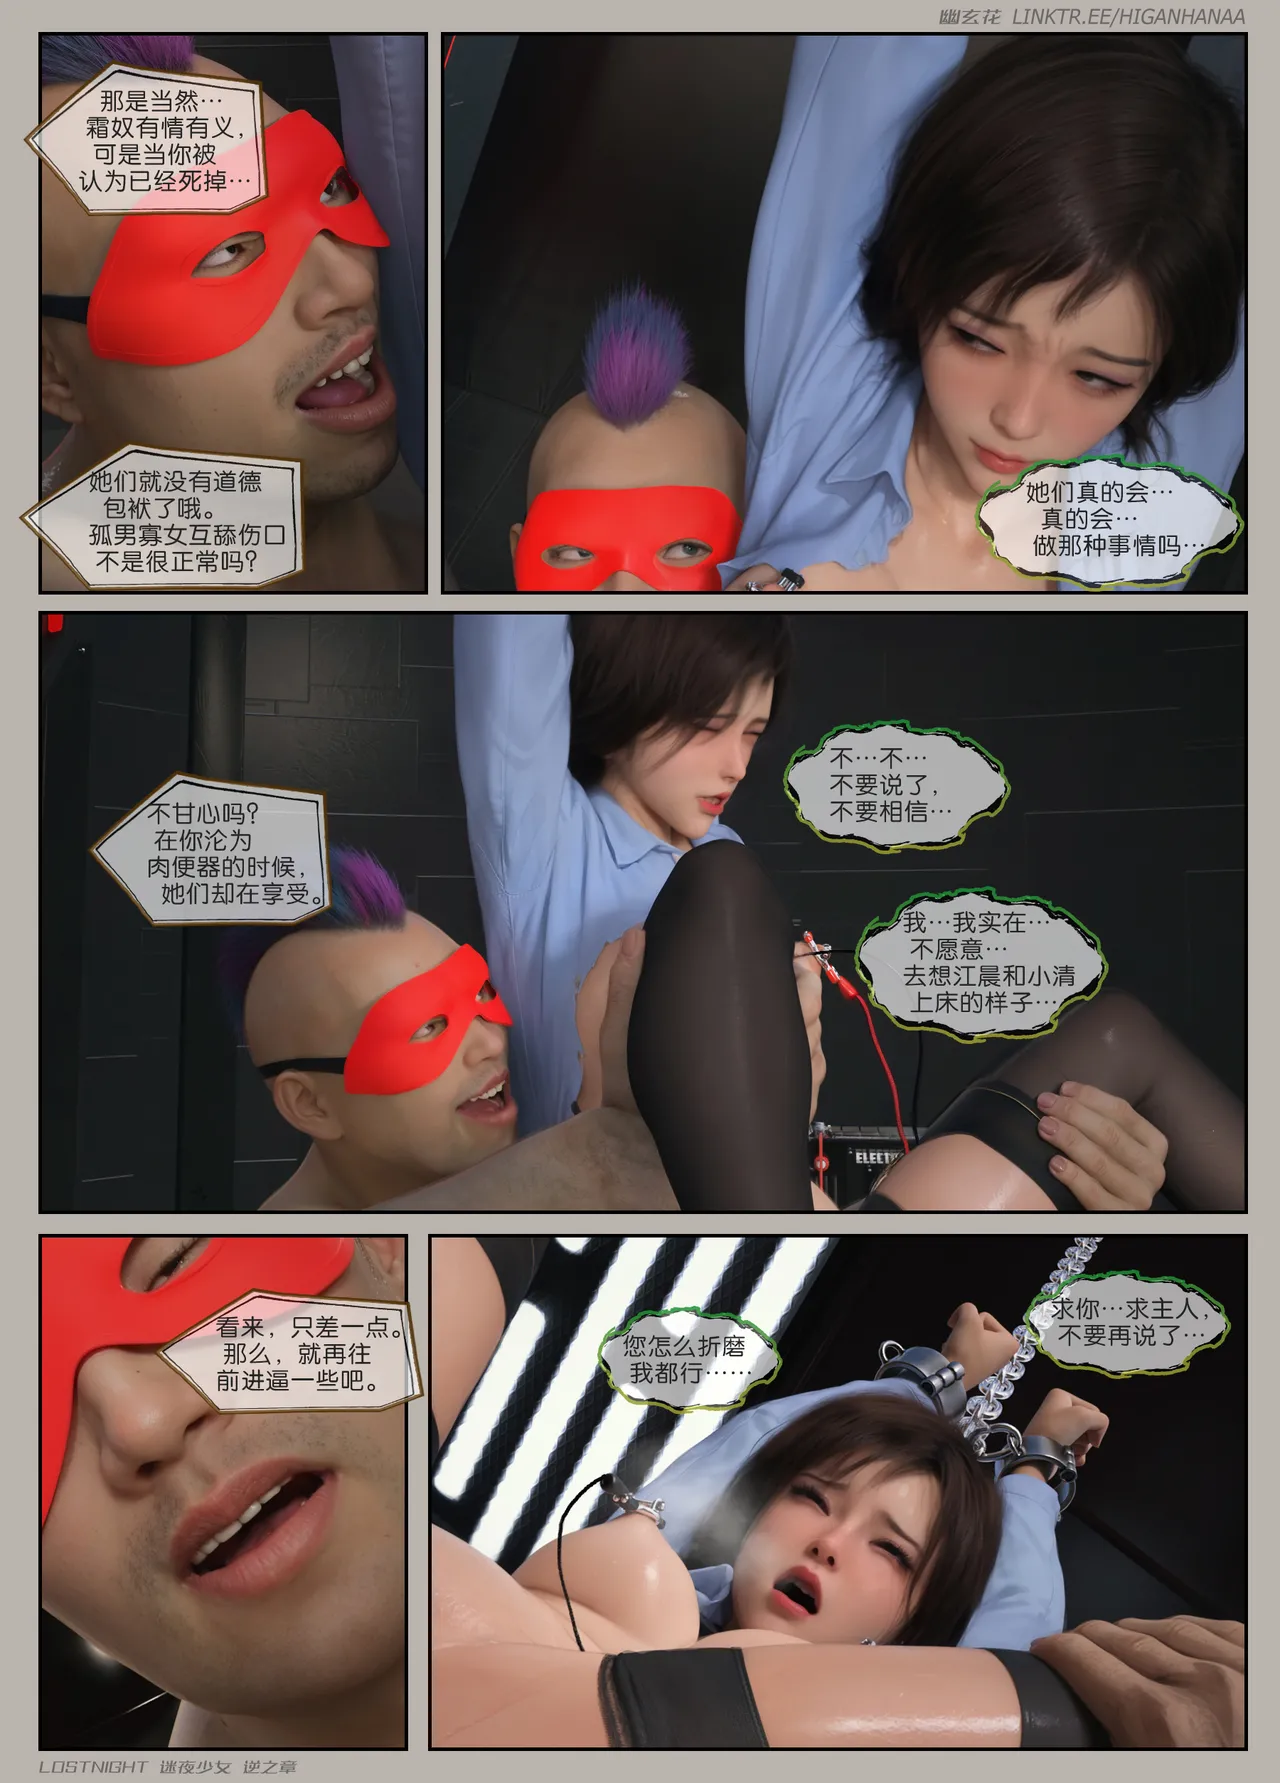 幽玄花 LINKTR.EE/HIGANHANAA
那是当然…
霜奴有情有义，
可是当你被
认为已经死掉…
她们就没有道德
包袱了哦。
孤男寡女互舔伤口
不是很正常吗？
她们真的会…
真的会…
做那种事情吗…
不甘心吗？
在你沦为
肉便器的时候，
她们却在享受。
不…不…
不要说了，
不要相信…
我…我实在…
不愿意…
去想江晨和小清
上床的样子…
ELECT
看来，只差一点。
那么，就再往
前进逼一些吧。
您怎么折磨
我都行……
求你…求主人，
不要再说了…
LOSTNIGHT 迷夜少女 逆之章